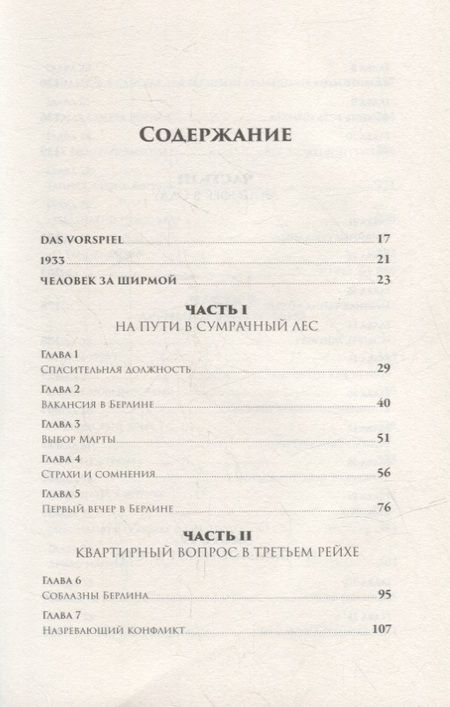 Содержание
DAS VORSPIEL 17
1933 21
ЧЕЛОВЕК ЗА ШИРМОЙ 23
ЧАСТЬ I
НА ПУТИ В СУМРАЧНЫЙ ЛЕС
Глава 1
Спасительная должность 29
Глава 2
Вакансия в Берлине 40
Глава 3
Выбор Марты 51
Глава 4
Страхи и сомнения 56
Глава 5
Первый вечер в Берлине 76
ЧАСТЬ II
КВАРТИРНЫЙ ВОПРОС В ТРЕТЬЕМ РЕЙХЕ
Глава 6
Соблазны Берлина 95
Глава 7
Назревающий конфликт 107